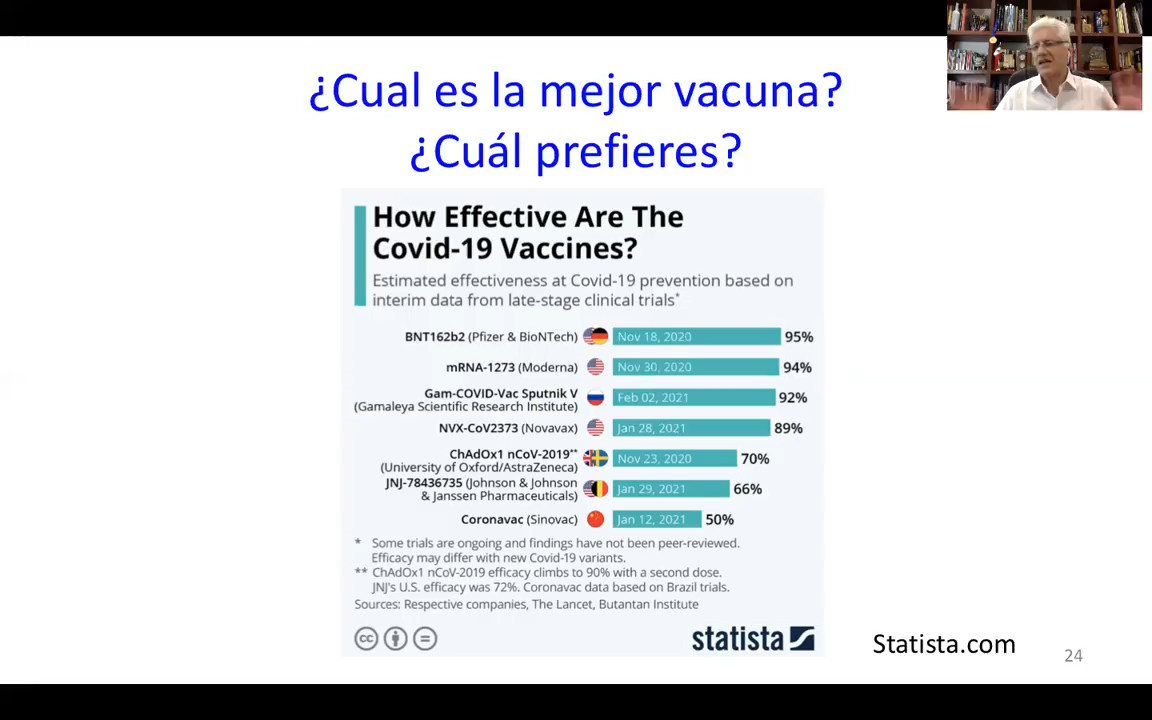 ¿Cual es la mejor vacuna?
¿Cuál prefieres?
How Effective Are The
Covid-19 Vaccines?
Estimated effectiveness at Covid-19 prevention based on
interim data from late-stage clinical trials*
BNT162b2 (Pfizer & BioNTech) Nov 18, 2020 95%
mRNA-1273 (Moderna) Nov 30, 2020 94%
Gam-COVID-Vac Sputnik V
(Gamaleya Scientific Research Institute) Feb 02, 2021 92%
NVX-CoV2373 (Novavax) Jan 28, 2021 89%
ChAdOx1 nCoV-2019**
(University of Oxford/AstraZeneca) Nov 23, 2020 70%
JNJ-78436735 (Johnson & Johnson
& Janssen Pharmaceuticals) Jan 29, 2021 66%
Coronavac (Sinovac) Jan 12, 2021 50%
* Some trials are ongoing and findings have not been peer-reviewed.
Efficacy may differ with new Covid-19 variants.
** ChAdOx1 nCoV-2019 efficacy climbs to 90% with a second dose.
JNJ's U.S. efficacy was 72%. Coronavac data based on Brazil trials.
Sources: Respective companies, The Lancet, Butantan Institute
cc
statista
Statista.com
24